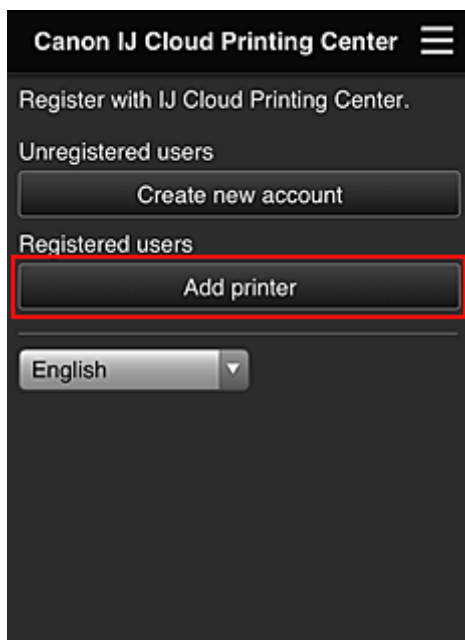 Canon IJ Cloud Printing Center
Register with IJ Cloud Printing Center.
Unregistered users
Create new account
Registered users
Add printer
English